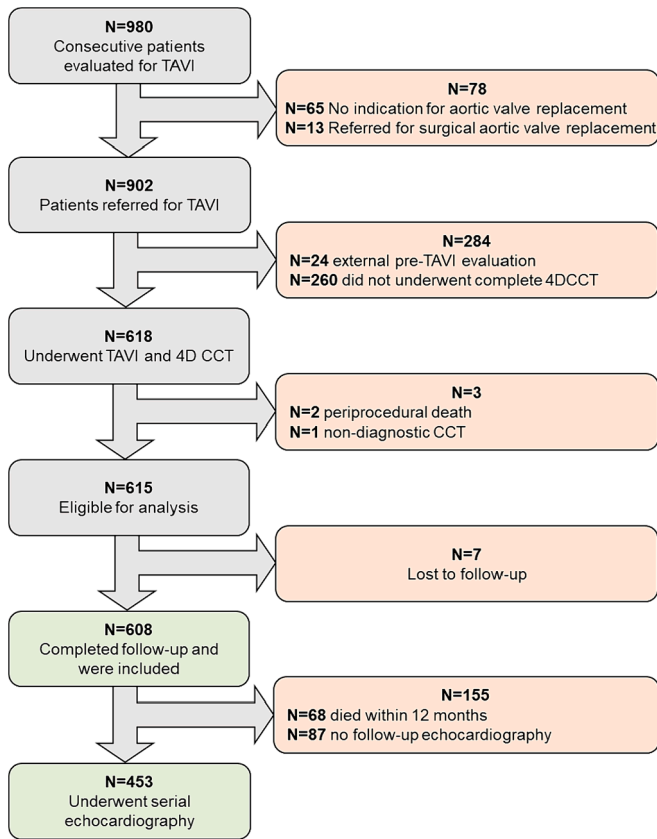 N=980
Consecutive patients
evaluated for TAVI
N=78
N=65 No indication for aortic valve replacement
N=13 Referred for surgical aortic valve replacement
N=902
Patients referred for TAVI
N=284
N=24 external pre-TAVI evaluation
N=260 did not underwent complete 4DCCT
N=618
Underwent TAVI and 4D CCT
N=3
N=2 periprocedural death
N=1 non-diagnostic CCT
N=615
Eligible for analysis
N=7
Lost to follow-up
N=608
Completed follow-up and
were included
N=155
N=68 died within 12 months
N=87 no follow-up echocardiography
N=453
Underwent serial
echocardiography